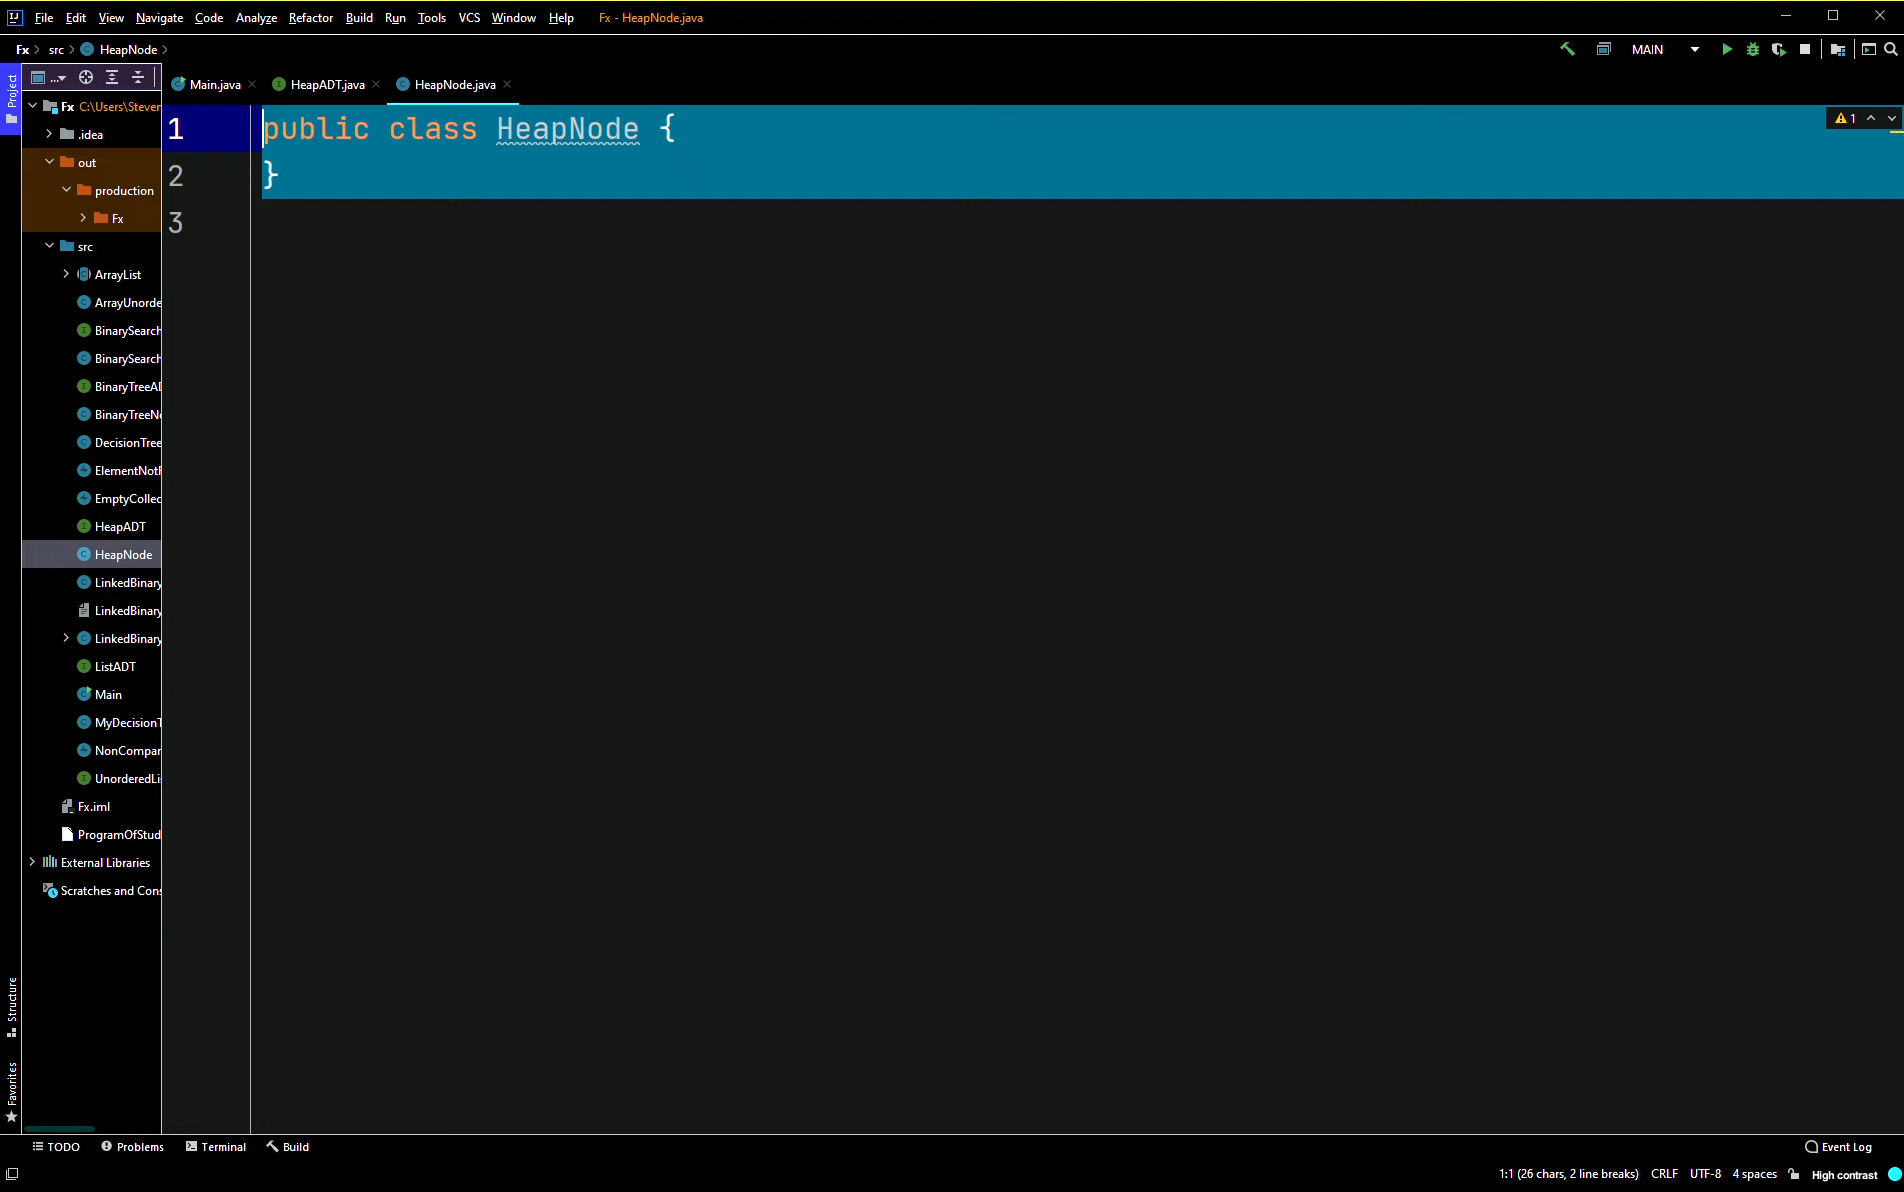 File Edit View Navigate Code Analyze Refactor Build Run Tools VCS Window Help Fx - HeapNode.java
Fx src HeapNode MAIN
Project ... Main.java HeapADT.java HeapNode.java
Fx C:\Users\Steven
.idea
out
production
Fx
src
ArrayList
ArrayUnorde
BinarySearch
BinarySearch
BinaryTreeAD
BinaryTreeNo
DecisionTree
ElementNotF
EmptyCollec
HeapADT
HeapNode
LinkedBinary
LinkedBinary
LinkedBinary
ListADT
Main
MyDecisionT
NonCompar
UnorderedLis
Fx.iml
ProgramOfStud
External Libraries
Scratches and Cons
1 public class HeapNode {
2 }
3
1
Structure
Favorites
TODO Problems Terminal Build Event Log
1:1 (26 chars, 2 line breaks) CRLF UTF-8 4 spaces High contrast